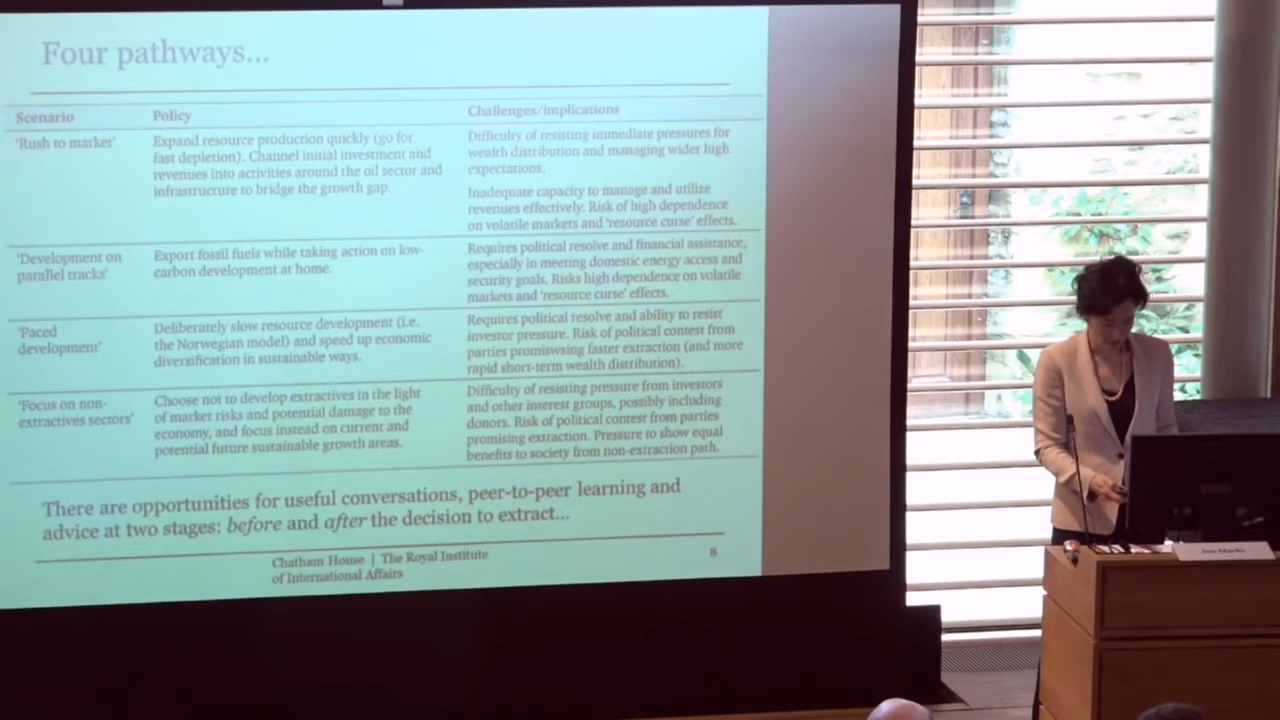 Four pathways...
Scenario
Policy
Challenges/implications
'Rush to market'
Expand resource production quickly (go for
fast depletion). Channel initial investment and
revenues into activities around the oil sector and
infrastructure to bridge the growth gap.
Difficulty of resisting immediate pressures for
wealth distribution and managing wider high
expectations.
Inadequate capacity to manage and utilize
revenues effectively. Risk of high dependence
on volatile markets and 'resource curse' effects.
'Development on
parallel tracks'
Export fossil fuels while taking action on low-
carbon development at home.
Requires political resolve and financial assistance,
especially in meeting domestic energy access and
security goals. Risks high dependence on volatile
markets and 'resource curse' effects.
'Paced
development'
Deliberately slow resource development (i.e.
the Norwegian model) and speed up economic
diversification in sustainable ways.
Requires political resolve and ability to resist
investor pressure. Risk of political contest from
parties promiswsing faster extraction (and more
rapid short-term wealth distribution).
'Focus on non-
extractives sectors'
Choose not to develop extractives in the light
of market risks and potential damage to the
economy, and focus instead on current and
potential future sustainable growth areas.
Difficulty of resisting pressure from investors
and other interest groups, possibly including
donors. Risk of political contest from parties
promising extraction. Pressure to show equal
benefits to society from non-extraction path.
There are opportunities for useful conversations, peer-to-peer learning and
advice at two stages: before and after the decision to extract...
Chatham House | The Royal Institute
of International Affairs
8